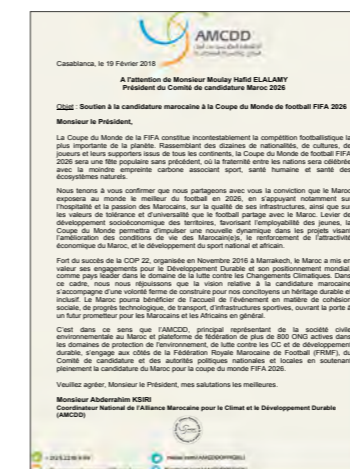 AMCDD
Casablanca, le 19 Février 2018
A l'attention de Monsieur Moulay Hafid ELALAMY
Président du Comité de candidature Maroc 2026
Objet : Soutien à la candidature marocaine à la Coupe du Monde de football FIFA 2026
Monsieur le Président,
La Coupe du Monde de la FIFA constitue incontestablement la compétition footballistique la
plus importante de la planète. Rassemblant des dizaines de nationalités, de cultures, de
joueurs et leurs supporters issus de tous les continents, la Coupe du Monde de football FIFA
2026 sera une fête populaire sans précédent, où la fraternité entre les nations sera célébrée
avec la moindre empreinte carbone associant sport, santé humaine et santé des
écosystèmes naturels.
Nous tenons à vous confirmer que nous partageons avec vous la conviction que le Maroc
exposera au monde le meilleur du football en 2026, en s'appuyant notamment sur
l'hospitalité et la passion des Marocains, sur la qualité de ses infrastructures, ainsi que sur
les valeurs de tolérance et d'universalité que le football partage avec le Maroc. Levier de
développement socioéconomique des territoires, favorisant l'employabilité des jeunes, la
Coupe du Monde permettra d'impulser une nouvelle dynamique dans les projets visant
l'amélioration des conditions de vie des Marocain(e)s, le renforcement de l'attractivité
économique du Maroc, et le développement du sport national et africain.
Fort du succès de la COP 22, organisée en Novembre 2016 à Marrakech, le Maroc a mis en
valeur ses engagements pour le Développement Durable et son positionnement mondial,
comme pays leader dans le domaine de la lutte contre les Changements Climatiques. Dans
ce cadre, nous nous réjouissons que la vision relative à la candidature marocaine
s'accompagne d'une volonté ferme de construire pour nos concitoyens un héritage durable et
inclusif. Le Maroc pourra bénéficier de l'accueil de l'évènement en matière de cohésion
sociale, de progrès technologique, de transport, d'infrastructures sportives, ouvrant la porte à
un futur prometteur pour les Marocains et les Africains en général.
C'est dans ce sens que l'AMCDD, principal représentant de la société civile
environnementale au Maroc et plateforme de fédération de plus de 800 ONG actives dans
les domaines de protection de l'environnement, de lutte contre les CC et de développement
durable, s'engage aux côtés de la Fédération Royale Marocaine de Football (FRMF), du
Comité de candidature et des autorités politiques nationales et locales en soutenant
pleinement la candidature du Maroc pour la coupe du monde FIFA 2026.
Veuillez agréer, Monsieur le Président, mes salutations les meilleures.
Monsieur Abderrahim KSIRI
Coordinateur National de l'Alliance Marocaine pour le Climat et le Développement Durable
(AMCDD)